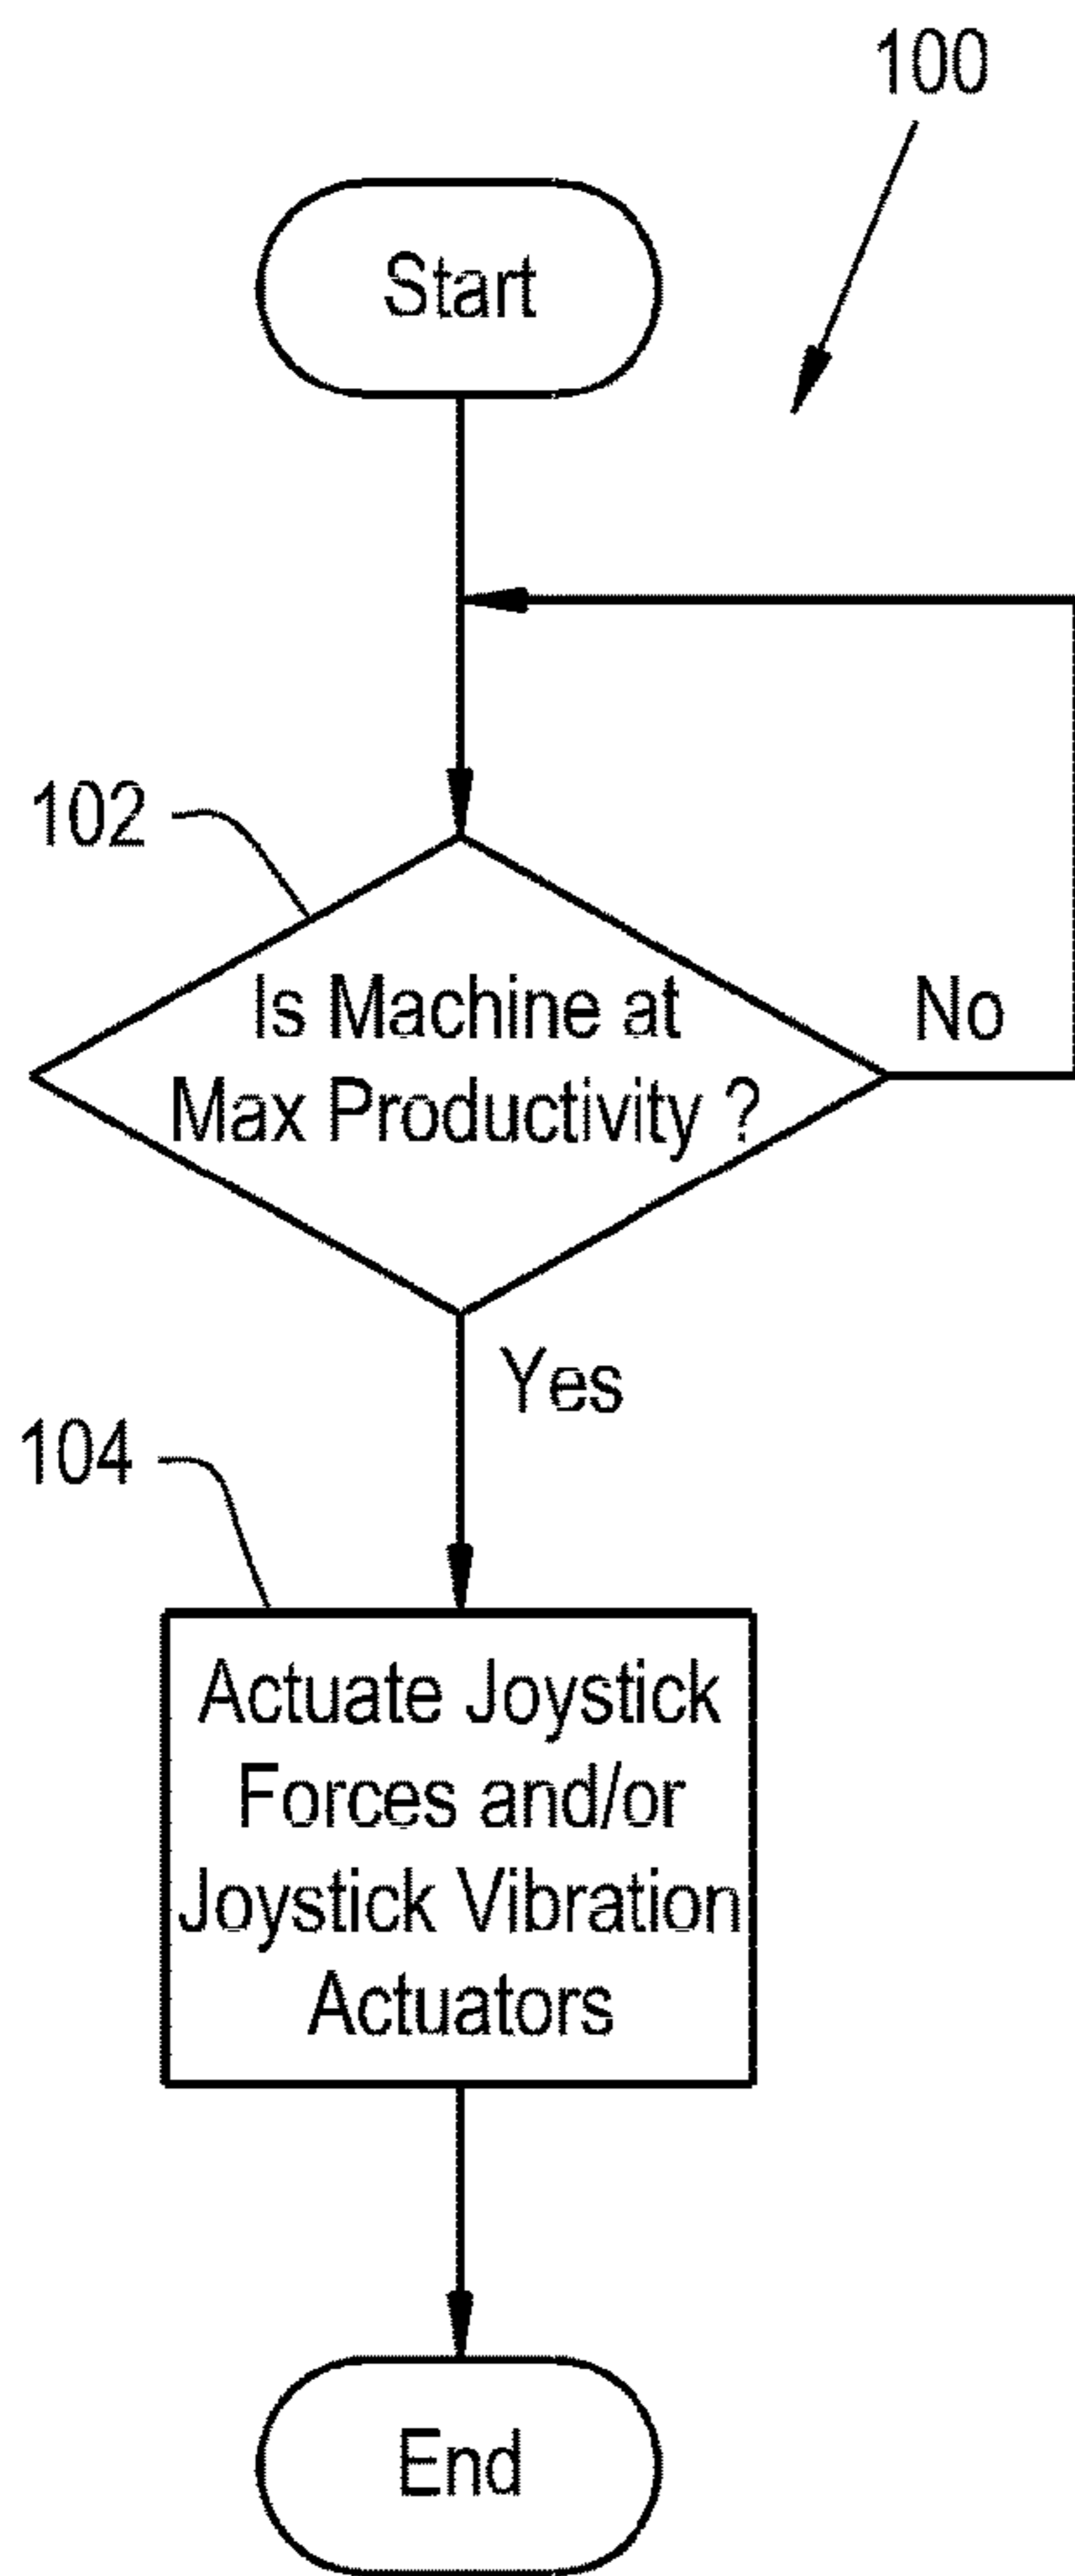 100
Start
102
Is Machine at
Max Productivity ?
No
Yes
104
Actuate Joystick
Forces and/or
Joystick Vibration
Actuators
End